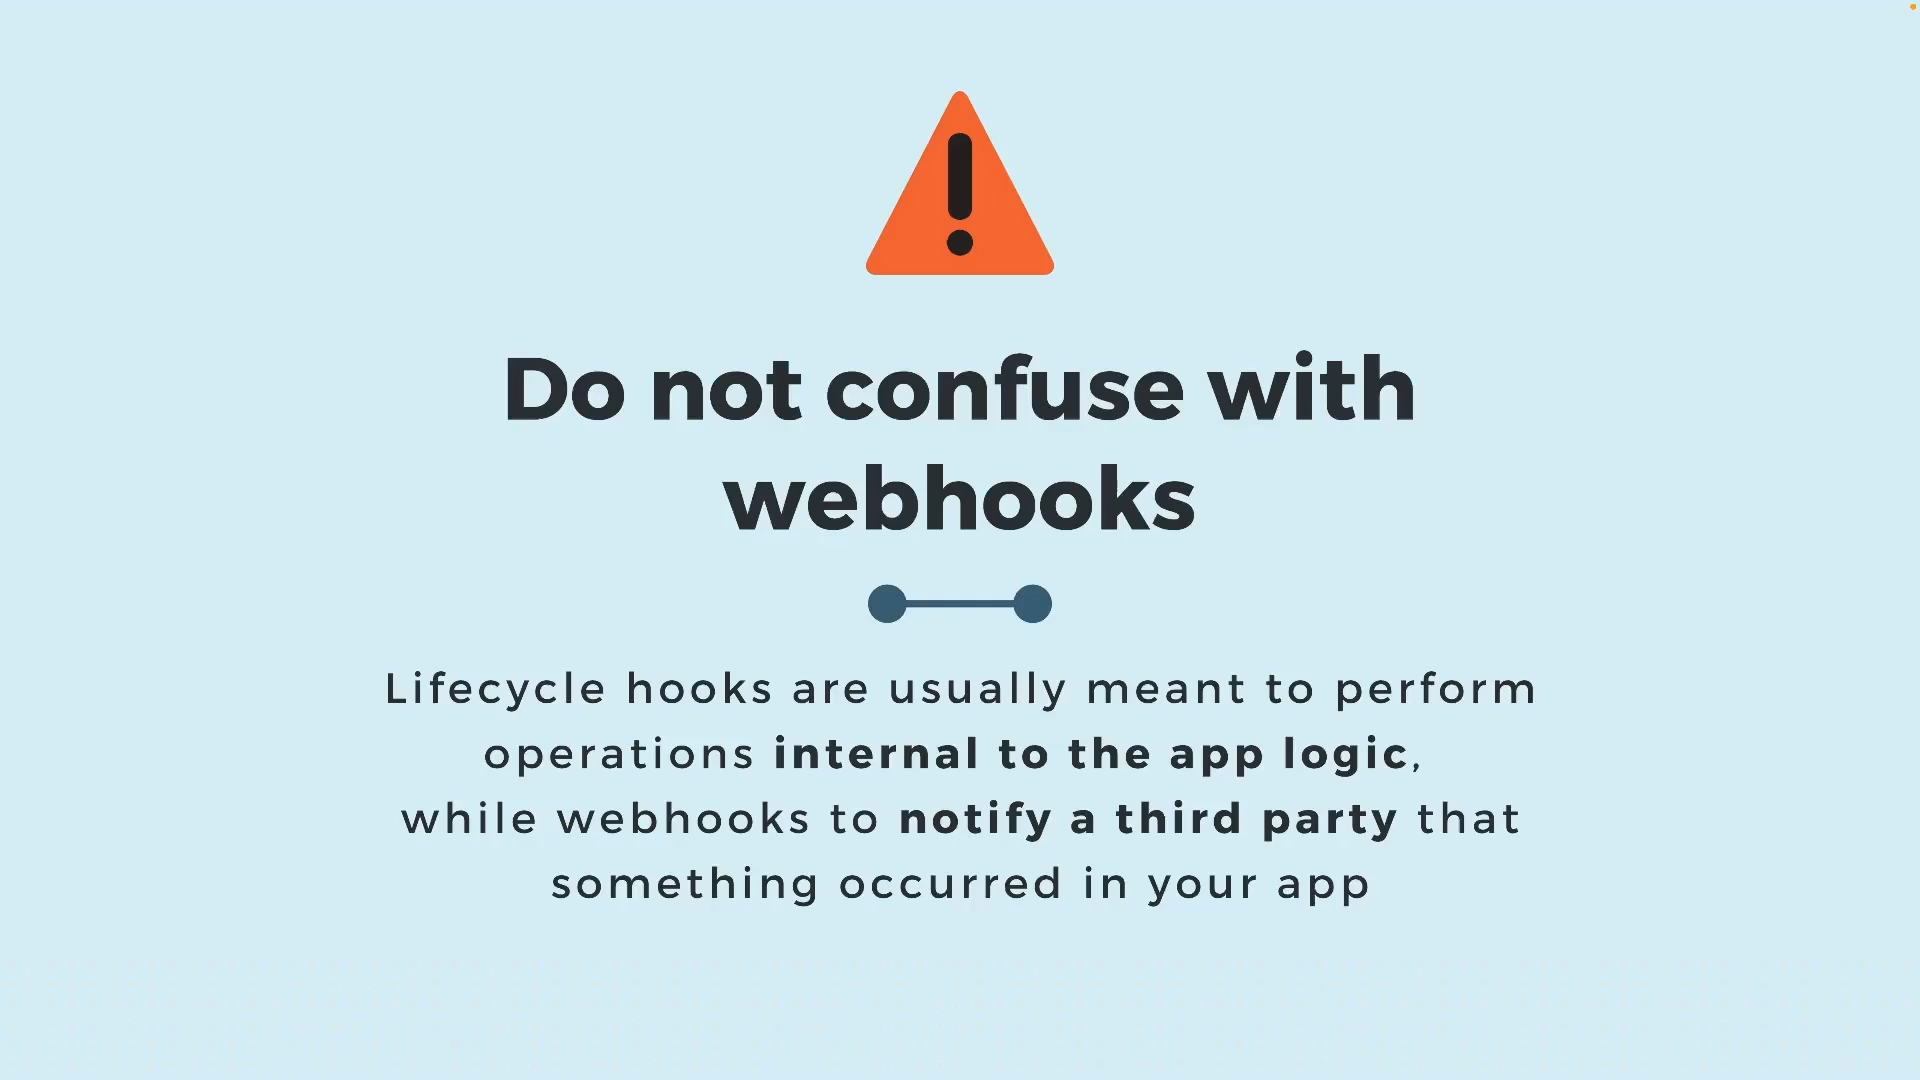 Do not confuse with
webhooks
Lifecycle hooks are usually meant to perform
operations internal to the app logic,
while webhooks to notify a third party that
something occurred in your app